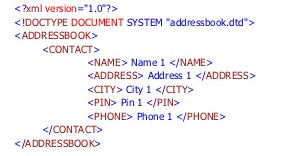 <?xml version="1.0"?>
<!DOCTYPE DOCUMENT SYSTEM "addressbook.dtd">
<ADDRESSBOOK>
<CONTACT>
<NAME> Name 1 </NAME>
<ADDRESS> Address 1 </ADDRESS>
<CITY> City 1 </CITY>
<PIN> Pin 1 </PIN>
<PHONE> Phone 1 </PHONE>
</CONTACT>
</ADDRESSBOOK>